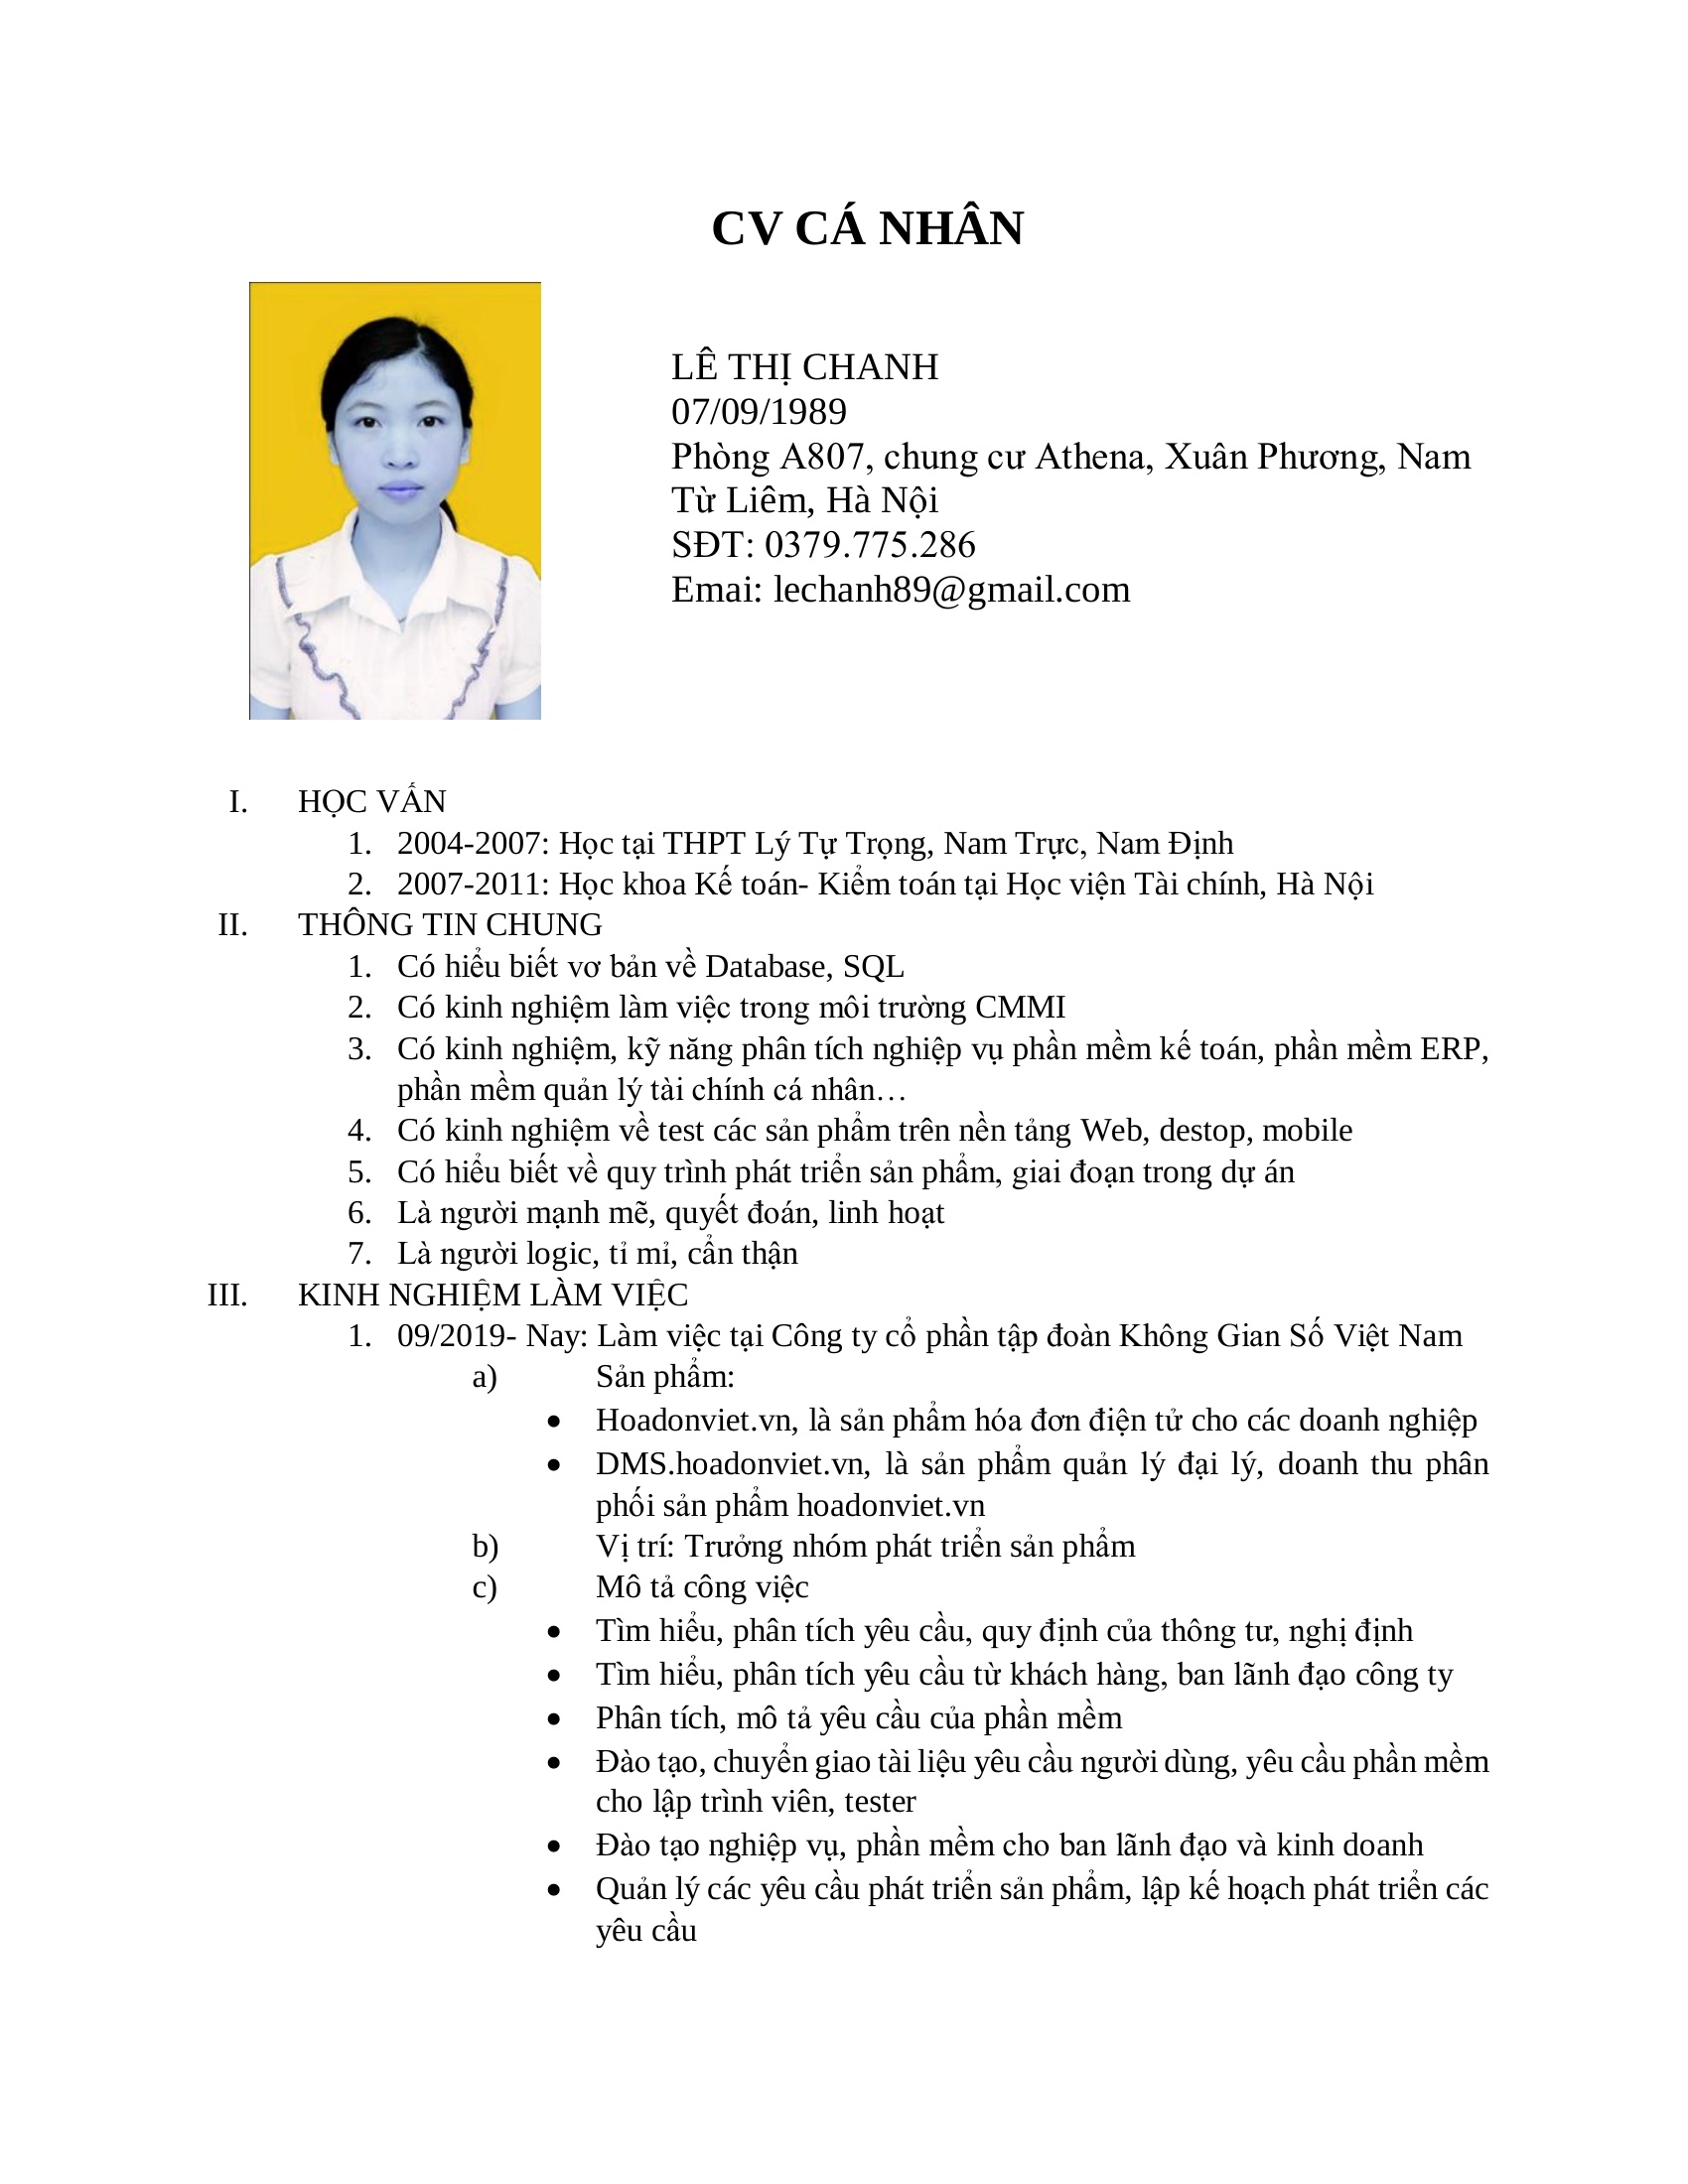 CV CÁ NHÂN
LÊ THỊ CHANH
07/09/1989
Phòng A807, chung cư Athena, Xuân Phương, Nam
Từ Liêm, Hà Nội
SĐT: 0379.775.286
Emai: lechanh89@gmail.com
I. HỌC VẤN
1. 2004-2007: Học tại THPT Lý Tự Trọng, Nam Trực, Nam Định
2. 2007-2011: Học khoa Kế toán- Kiểm toán tại Học viện Tài chính, Hà Nội
II. THÔNG TIN CHUNG
1. Có hiểu biết vơ bản về Database, SQL
2. Có kinh nghiệm làm việc trong môi trường CMMI
3. Có kinh nghiệm, kỹ năng phân tích nghiệp vụ phần mềm kế toán, phần mềm ERP,
phần mềm quản lý tài chính cá nhân…
4. Có kinh nghiệm về test các sản phẩm trên nền tảng Web, destop, mobile
5. Có hiểu biết về quy trình phát triển sản phẩm, giai đoạn trong dự án
6. Là người mạnh mẽ, quyết đoán, linh hoạt
7. Là người logic, tỉ mỉ, cẩn thận
III. KINH NGHIỆM LÀM VIỆC
1. 09/2019- Nay: Làm việc tại Công ty cổ phần tập đoàn Không Gian Số Việt Nam
a) Sản phẩm:
• Hoadonviet.vn, là sản phẩm hóa đơn điện tử cho các doanh nghiệp
• DMS.hoadonviet.vn, là sản phẩm quản lý đại lý, doanh thu phân
phối sản phẩm hoadonviet.vn
b) Vị trí: Trưởng nhóm phát triển sản phẩm
c) Mô tả công việc
• Tìm hiểu, phân tích yêu cầu, quy định của thông tư, nghị định
• Tìm hiểu, phân tích yêu cầu từ khách hàng, ban lãnh đạo công ty
• Phân tích, mô tả yêu cầu của phần mềm
• Đào tạo, chuyển giao tài liệu yêu cầu người dùng, yêu cầu phần mềm
cho lập trình viên, tester
• Đào tạo nghiệp vụ, phần mềm cho ban lãnh đạo và kinh doanh
• Quản lý các yêu cầu phát triển sản phẩm, lập kế hoạch phát triển các
yêu cầu